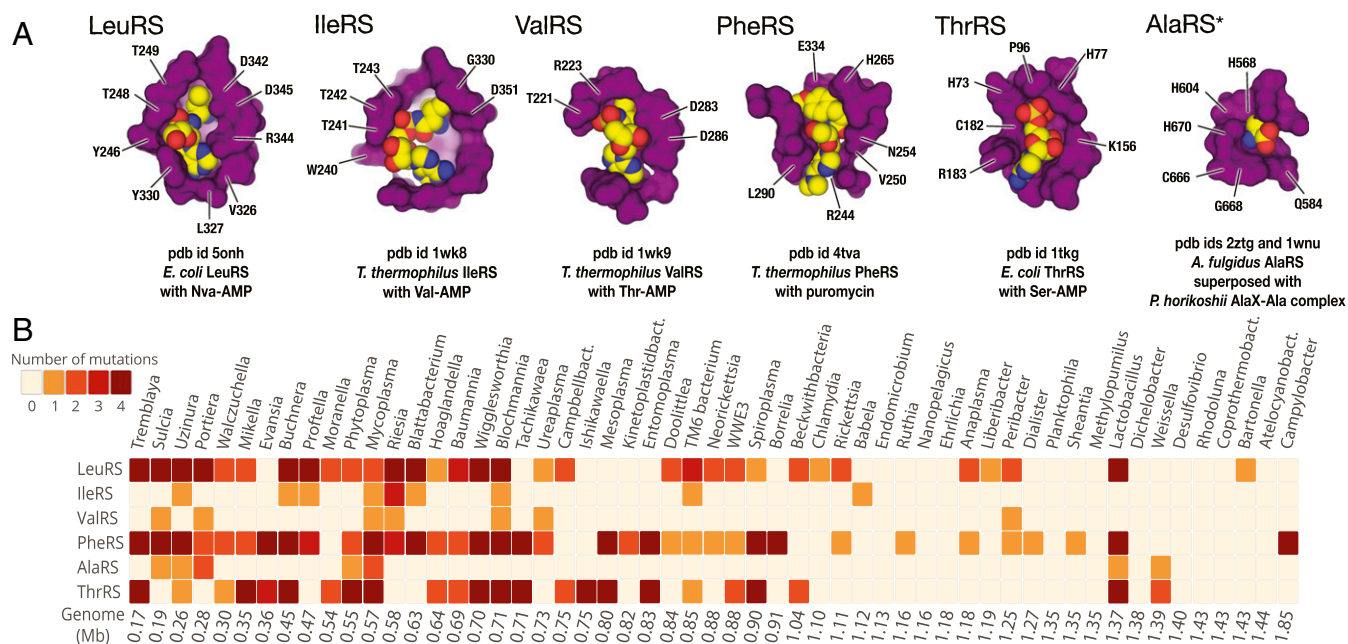 A
LeuRS
T249
D342
T248
D345
Y246
R344
Y330
V326
L327
pdb id 5onh
E. coli LeuRS
with Nva-AMP
IleRS
T243
G330
T242
D351
T241
W240
pdb id 1wk8
T. thermophilus IleRS
with Val-AMP
ValRS
R223
T221
D283
D286
pdb id 1wk9
T. thermophilus ValRS
with Thr-AMP
PheRS
E334
H265
N254
V250
L290
R244
pdb id 4tva
T. thermophilus PheRS
with puromycin
ThrRS
P96
H77
H73
C182
K156
R183
pdb id 1tkg
E. coli ThrRS
with Ser-AMP
AlaRS*
H568
H604
H670
C666
G668
Q584
pdb ids 2ztg and 1wnu
A. fulgidus AlaRS
superposed with
P. horikoshii AlaX-Ala complex
B
Number of mutations
0 1 2 3 4
Tremblaya
Sulcia
Uzinura
Portiera
Walczuchella
Mikella
Evansia
Buchnera
Proftella
Moranella
Phytoplasma
Mycoplasma
Riesia
Blattabacterium
Hoaglandella
Baumannia
Wigglesworthia
Blochmannia
Tachikawaea
Ureaplasma
Campbellbact.
Ishikawaella
Mesoplasma
Kinetoplastidbact.
Entomoplasma
Doolittlea
TM6 bacterium
Neorickettsia
WWE3
Spiroplasma
Borrelia
Beckwithbacteria
Chlamydia
Rickettsia
Babela
Endomicrobium
Ruthia
Nanopelagicus
Ehrlichia
Anaplasma
Liberibacter
Peribacter
Dialister
Planktophila
Sheantia
Methylopumilus
Lactobacillus
Dichelobacter
Weissella
Desulfovibrio
Rhodoluna
Coprothermobact.
Bartonella
Atelocyanobact.
Campylobacter
LeuRS
IleRS
ValRS
PheRS
AlaRS
ThrRS
Genome
(Mb)
0.17 0.19 0.26 0.28 0.30 0.35 0.36 0.45 0.47 0.54 0.55 0.57 0.58 0.63 0.64 0.69 0.70 0.71 0.71 0.73 0.75 0.75 0.80 0.82 0.83 0.84 0.85 0.88 0.88 0.90 0.91 1.04 1.10 1.11 1.12 1.13 1.16 1.16 1.18 1.18 1.19 1.25 1.27 1.35 1.35 1.35 1.37 1.38 1.39 1.40 1.43 1.43 1.43 1.44 1.85